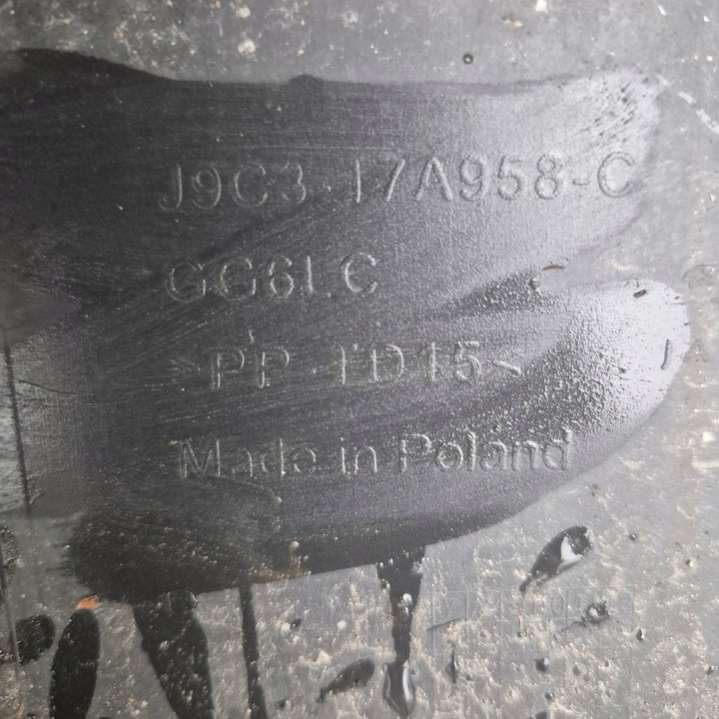 J9C3-17A958-C
GG6LC
>PP-TD15<
Made in Poland